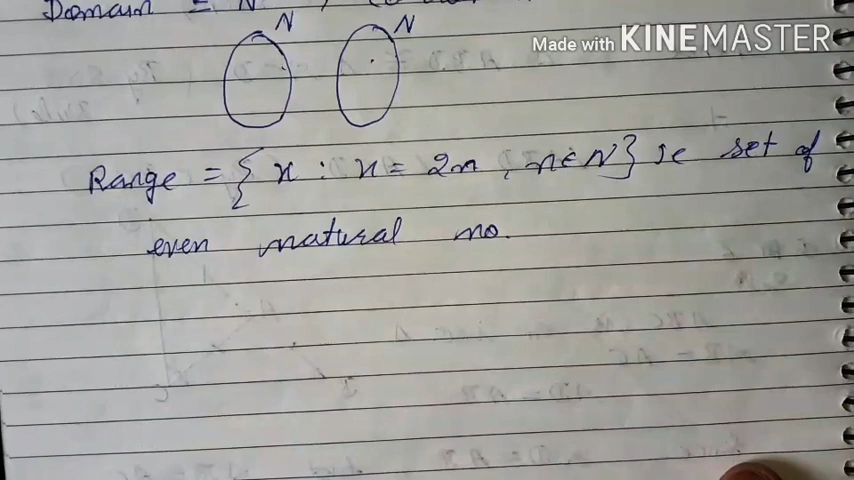 Domain = N
N N
Made with KINEMASTER
Range = { x : x = 2n , n ∈ N } ie set of
even natural no.